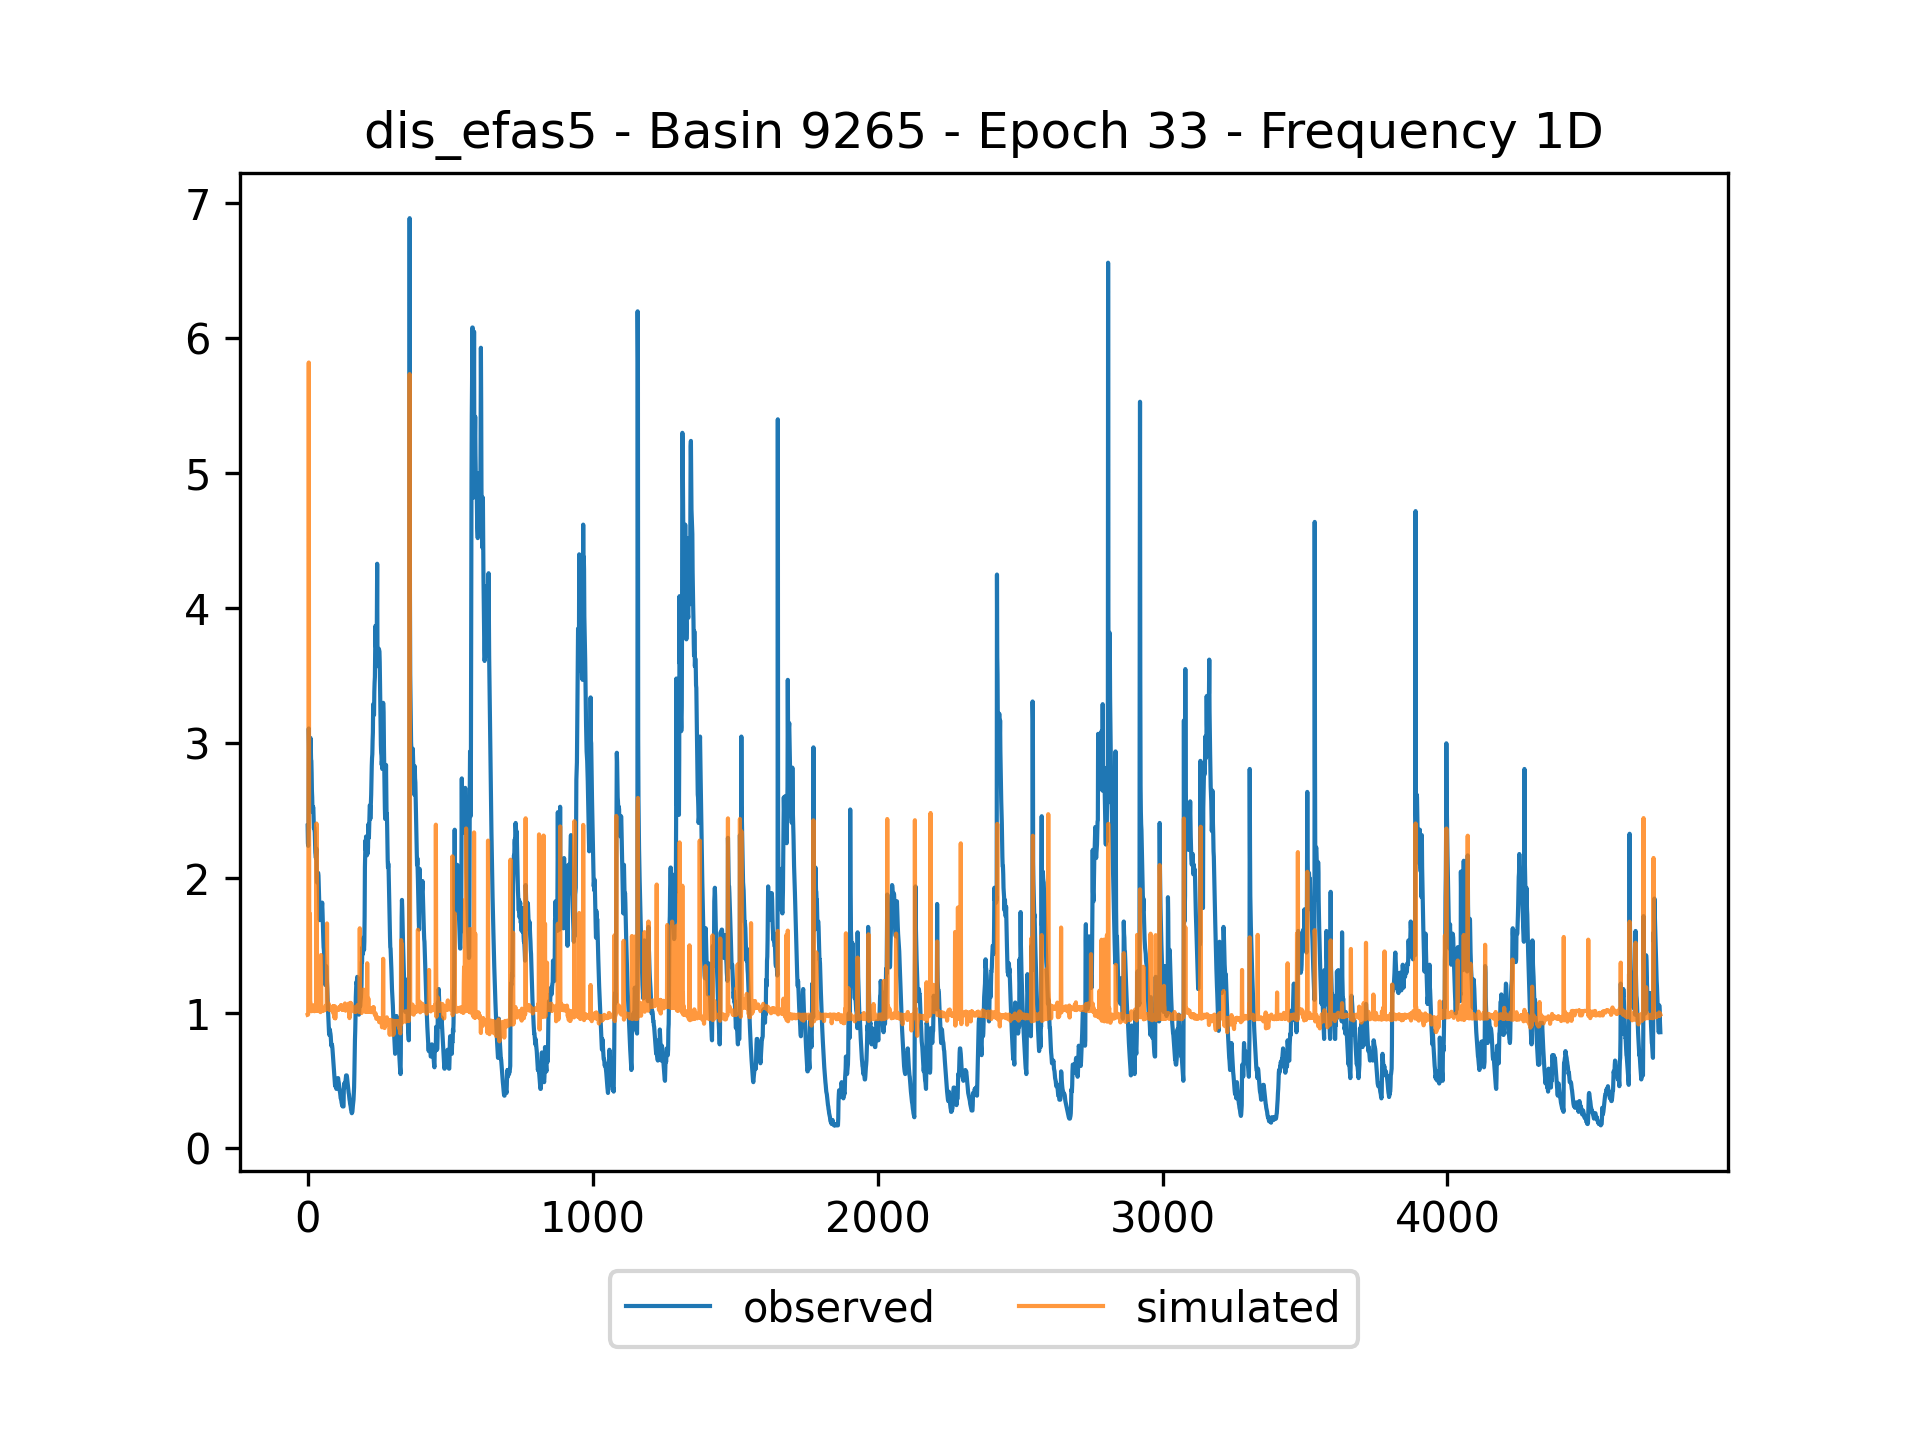 dis_efas5 - Basin 9265 - Epoch 33 - Frequency 1D
7
6
5
4
3
2
1
0
0 1000 2000 3000 4000
observed simulated